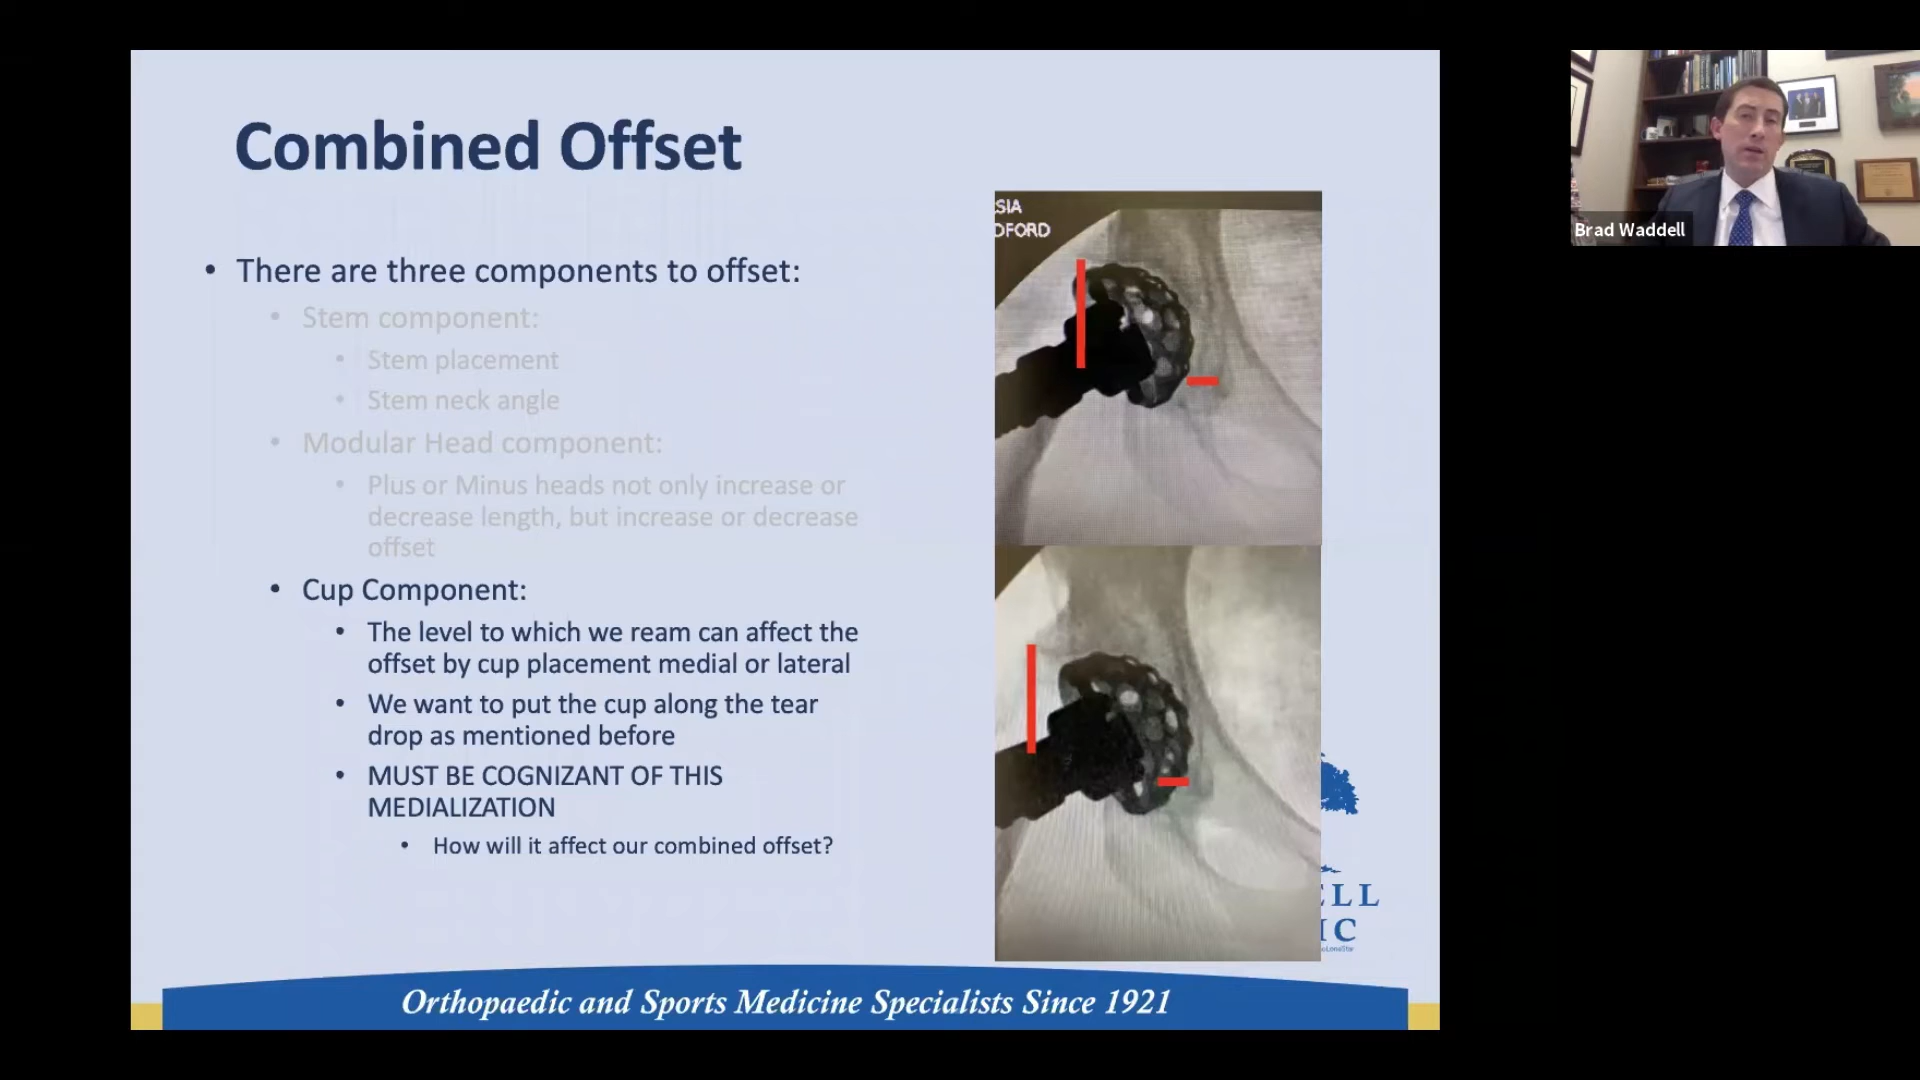 Combined Offset
• There are three components to offset:
• Stem component:
• Stem placement
• Stem neck angle
• Modular Head component:
• Plus or Minus heads not only increase or
decrease length, but increase or decrease
offset
• Cup Component:
• The level to which we ream can affect the
offset by cup placement medial or lateral
• We want to put the cup along the tear
drop as mentioned before
• MUST BE COGNIZANT OF THIS
MEDIALIZATION
• How will it affect our combined offset?
SIA
DFORD
ELL
IC
Orthopaedic and Sports Medicine Specialists Since 1921
Brad Waddell